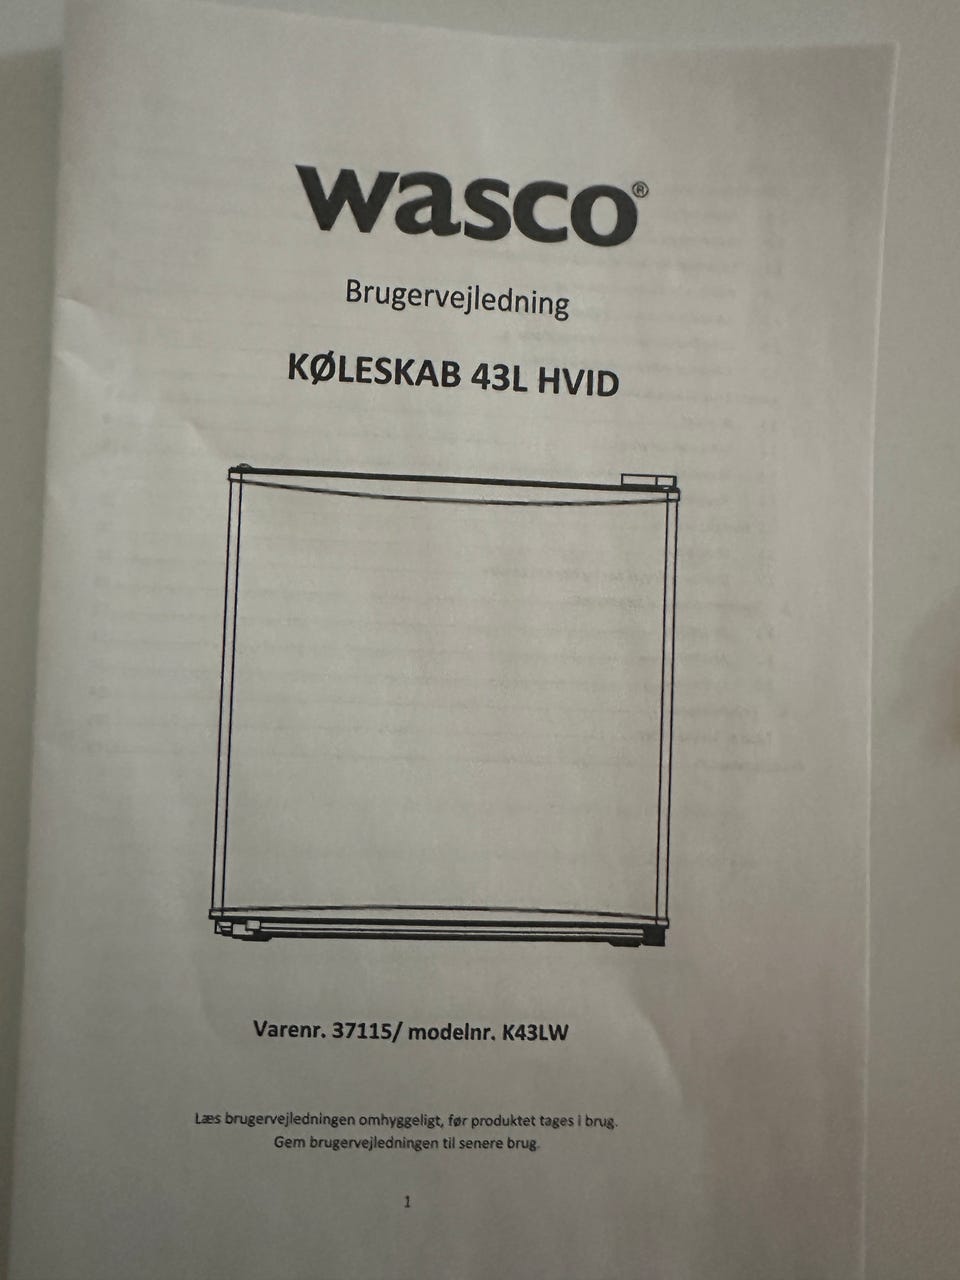 wasco®
Brugervejledning
KØLESKAB 43L HVID
Varenr. 37115/ modelnr. K43LW
Læs brugervejledningen omhyggeligt, før produktet tages i brug.
Gem brugervejledningen til senere brug.
1